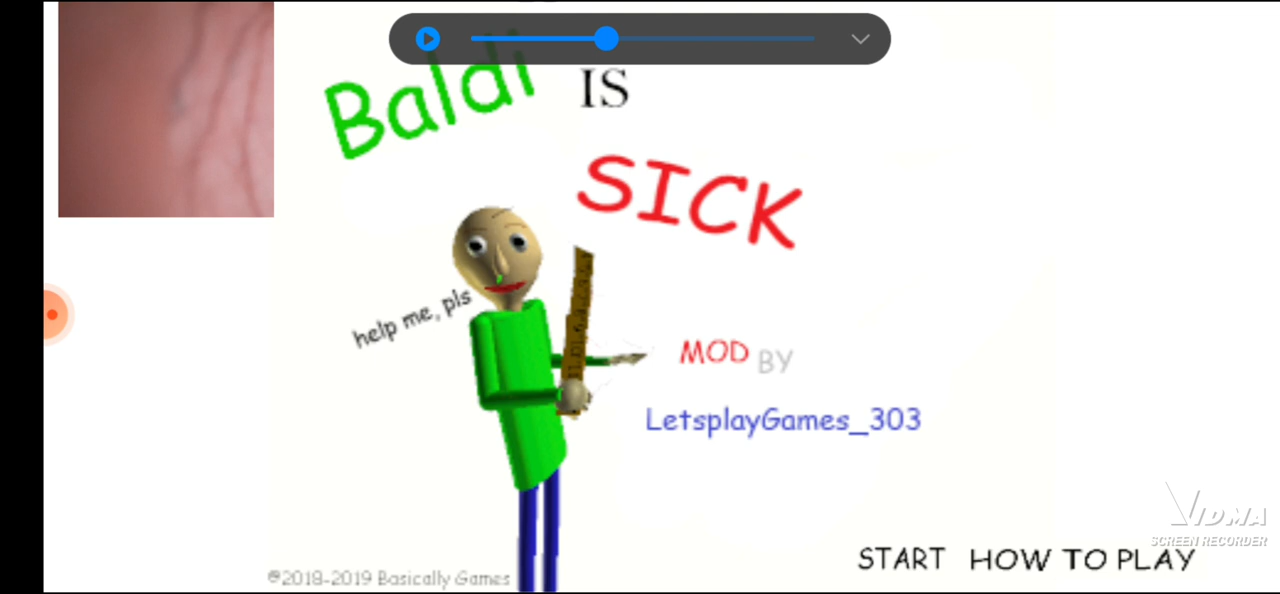 Baldi
IS
SICK
help me, pls
MOD BY
LetsplayGames_303
VIDMA
SCREEN RECORDER
START HOW TO PLAY
©2018-2019 Basically Games